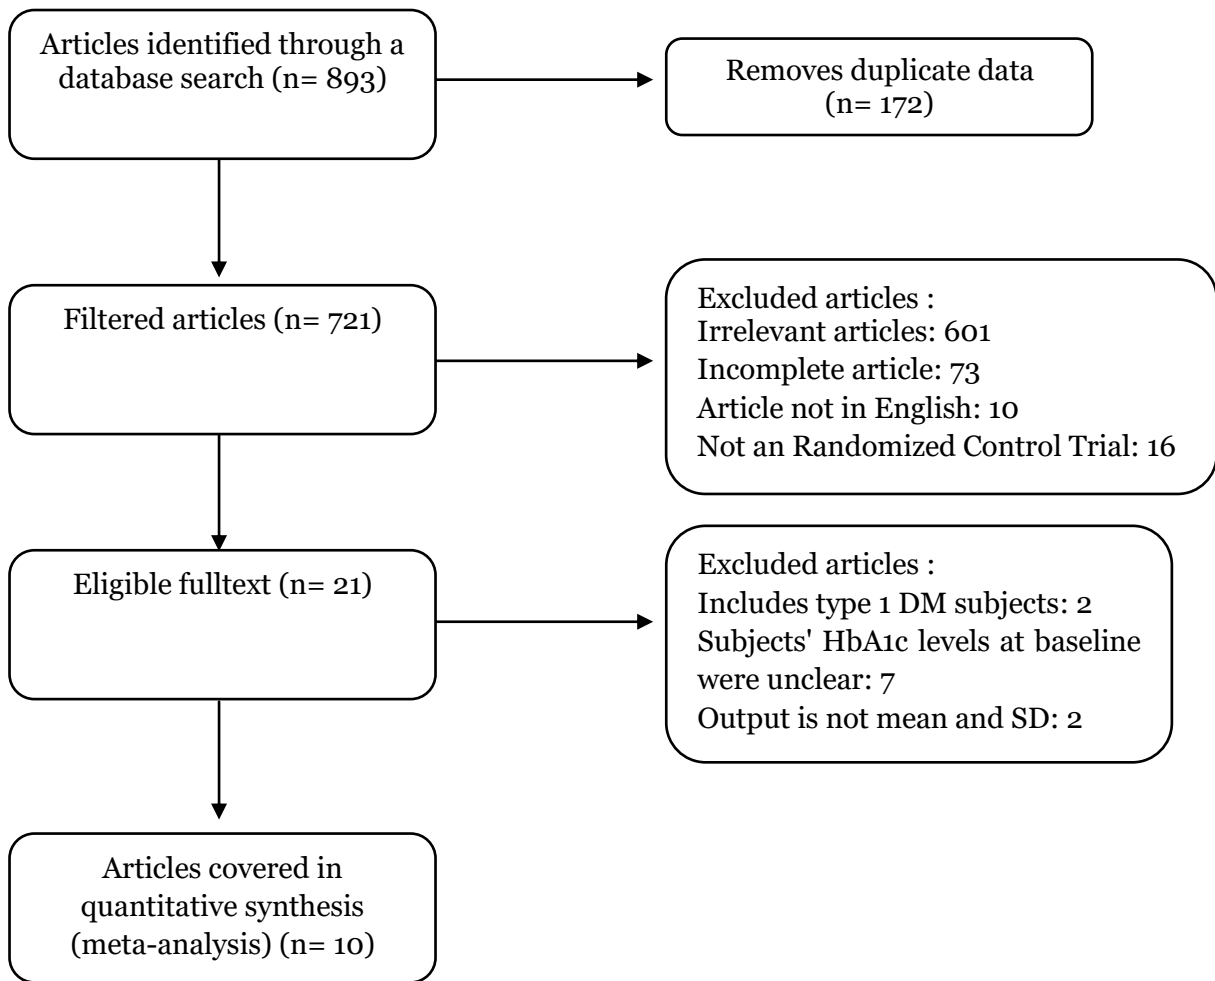 Articles identified through a
database search (n= 893)
Removes duplicate data
(n= 172)
Filtered articles (n= 721)
Excluded articles :
Irrelevant articles: 601
Incomplete article: 73
Article not in English: 10
Not an Randomized Control Trial: 16
Eligible fulltext (n= 21)
Excluded articles :
Includes type 1 DM subjects: 2
Subjects' HbA1c levels at baseline
were unclear: 7
Output is not mean and SD: 2
Articles covered in
quantitative synthesis
(meta-analysis) (n= 10)